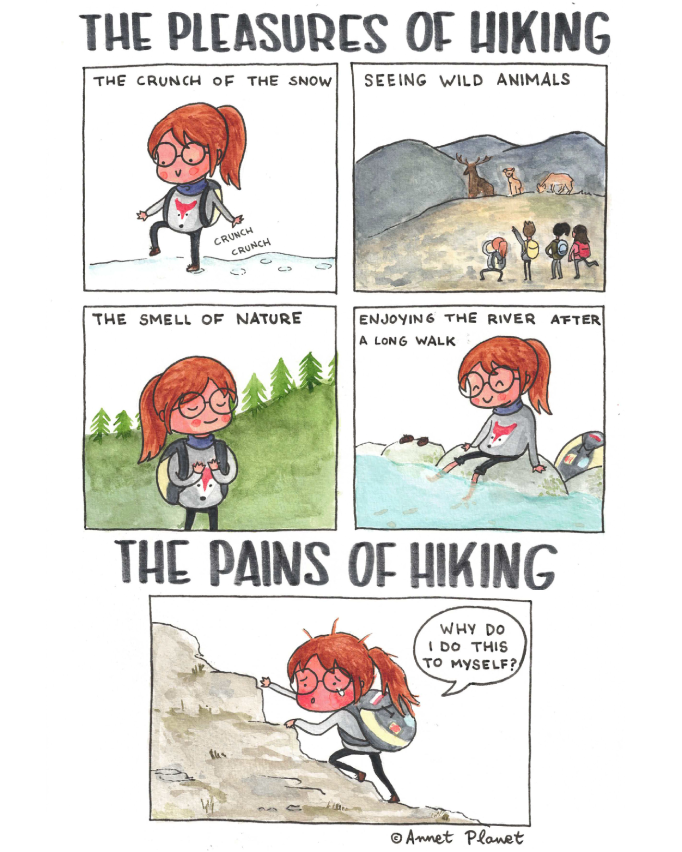 THE PLEASURES OF HIKING
THE CRUNCH OF THE SNOW
CRUNCH
CRUNCH
SEEING WILD ANIMALS
THE SMELL OF NATURE
ENJOYING THE RIVER AFTER
A LONG WALK
THE PAINS OF HIKING
WHY DO
I DO THIS
TO MYSELF?
© Annet Planet